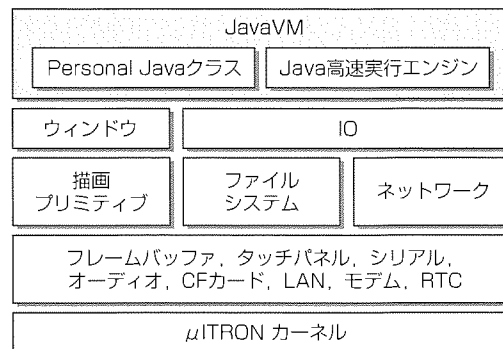 JavaVM
Personal Javaクラス
Java高速実行エンジン
ウィンドウ
IO
描画
プリミティブ
ファイル
システム
ネットワーク
フレームバッファ，タッチパネル，シリアル，
オーディオ，CFカード，LAN，モデム，RTC
μITRON カーネル